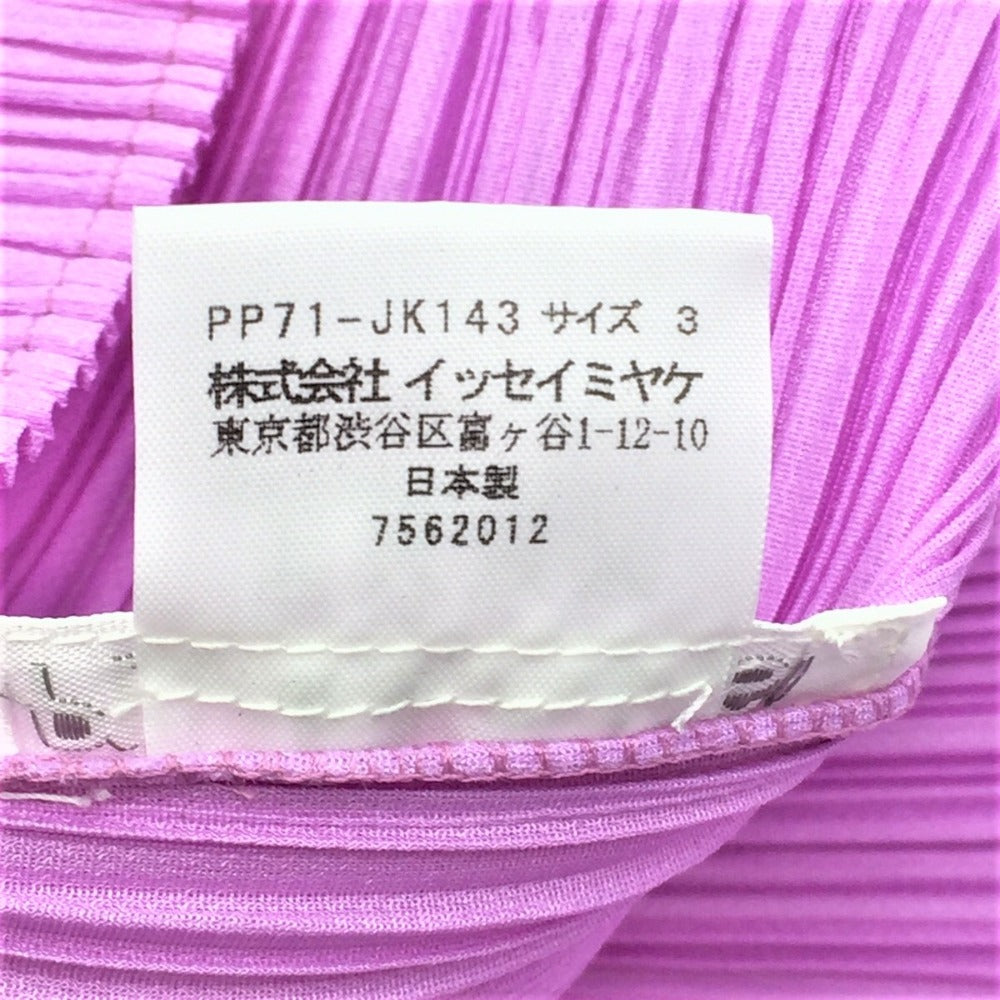 PP71-JK143 サイズ 3
株式会社 イッセイミヤケ
東京都渋谷区富ヶ谷1-12-10
日本製
7562012